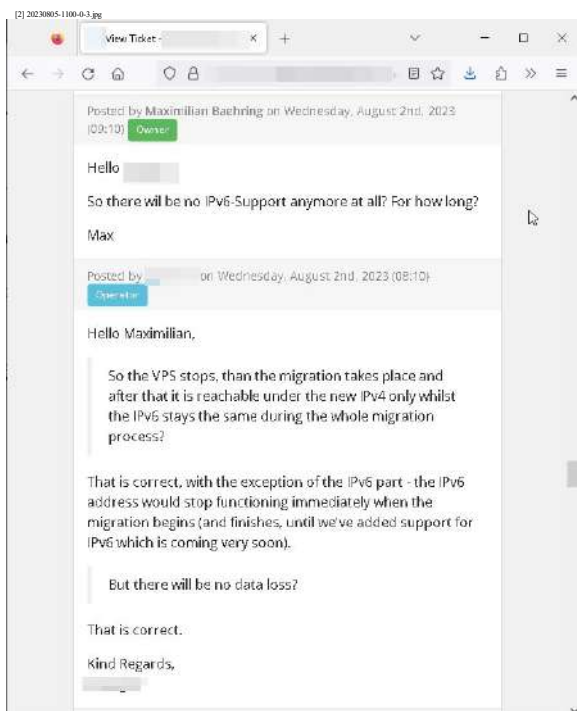 [2] 20230805-1100-0-3.jpg
View Ticket -
Posted by Maximilian Baehring on Wednesday, August 2nd, 2023
(09:10) Owner
Hello
So there wil be no IPv6-Support anymore at all? For how long?
Max
Posted by on Wednesday, August 2nd, 2023 (08:10)
Operator
Hello Maximilian,
So the VPS stops, than the migration takes place and
after that it is reachable under the new IPv4 only whilst
the IPv6 stays the same during the whole migration
process?
That is correct, with the exception of the IPv6 part - the IPv6
address would stop functioning immediately when the
migration begins (and finishes, until we've added support for
IPv6 which is coming very soon).
But there will be no data loss?
That is correct.
Kind Regards,